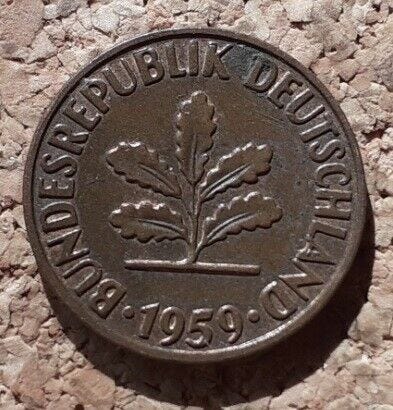 BUNDESREPUBLIK DEUTSCHLAND
· 1959 ·